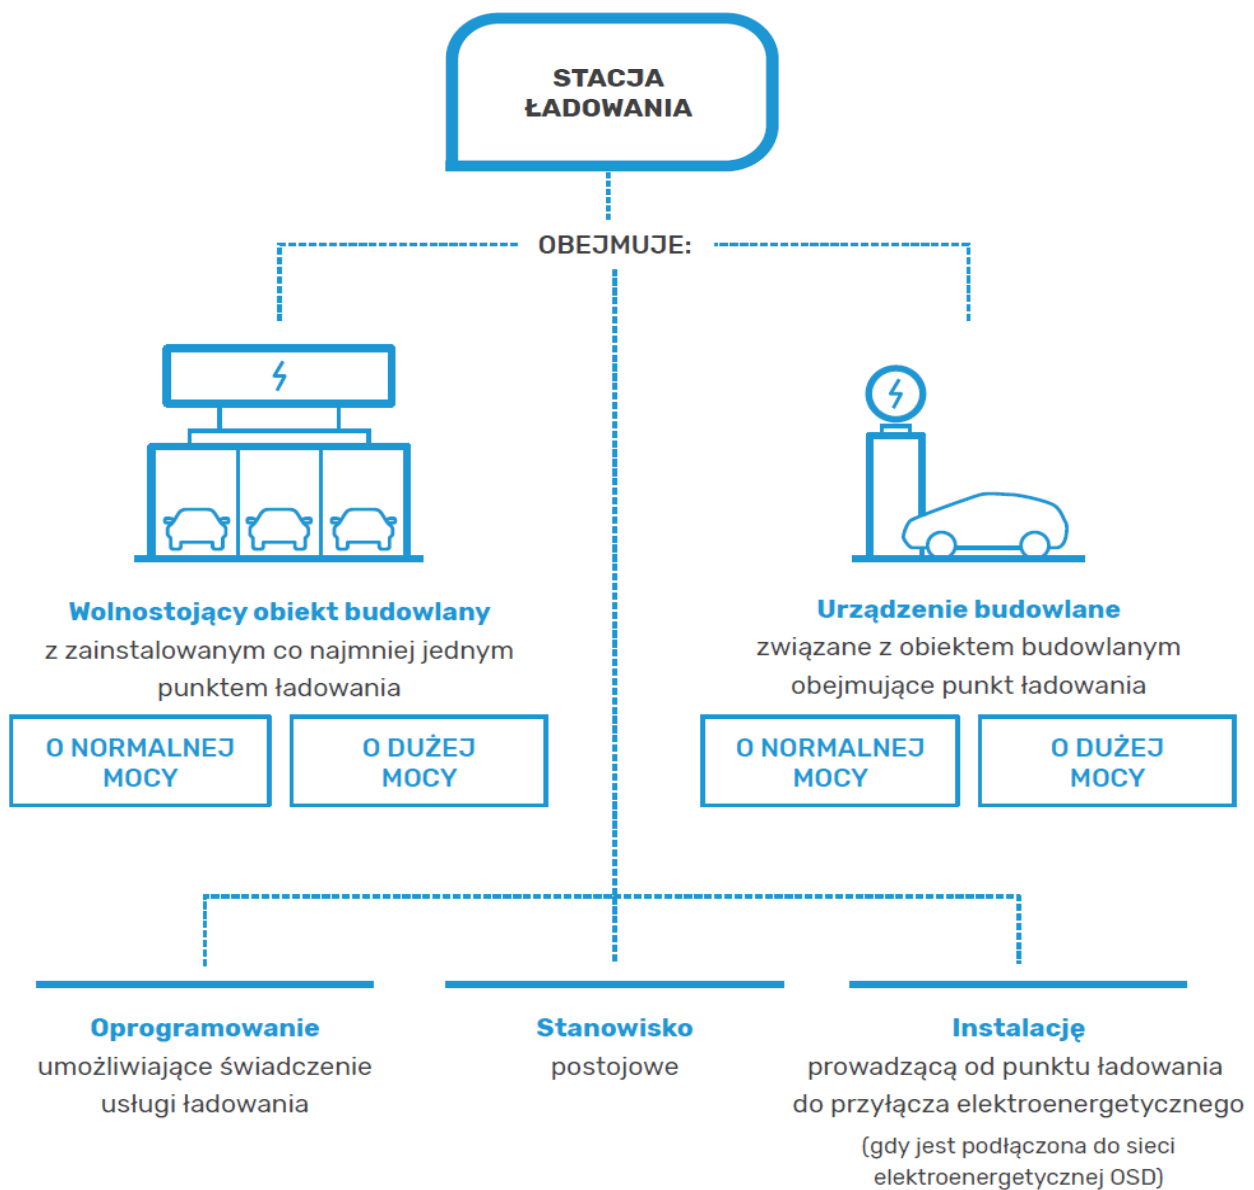 STACJA
ŁADOWANIA
OBEJMUJE:
Wolnostojący obiekt budowlany
z zainstalowanym co najmniej jednym
punktem ładowania
O NORMALNEJ
MOCY
O DUŻEJ
MOCY
Urządzenie budowlane
związane z obiektem budowlanym
obejmujące punkt ładowania
O NORMALNEJ
MOCY
O DUŻEJ
MOCY
Oprogramowanie
umożliwiające świadczenie
usługi ładowania
Stanowisko
postojowe
Instalację
prowadzącą od punktu ładowania
do przyłącza elektroenergetycznego
(gdy jest podłączona do sieci
elektroenergetycznej OSD)